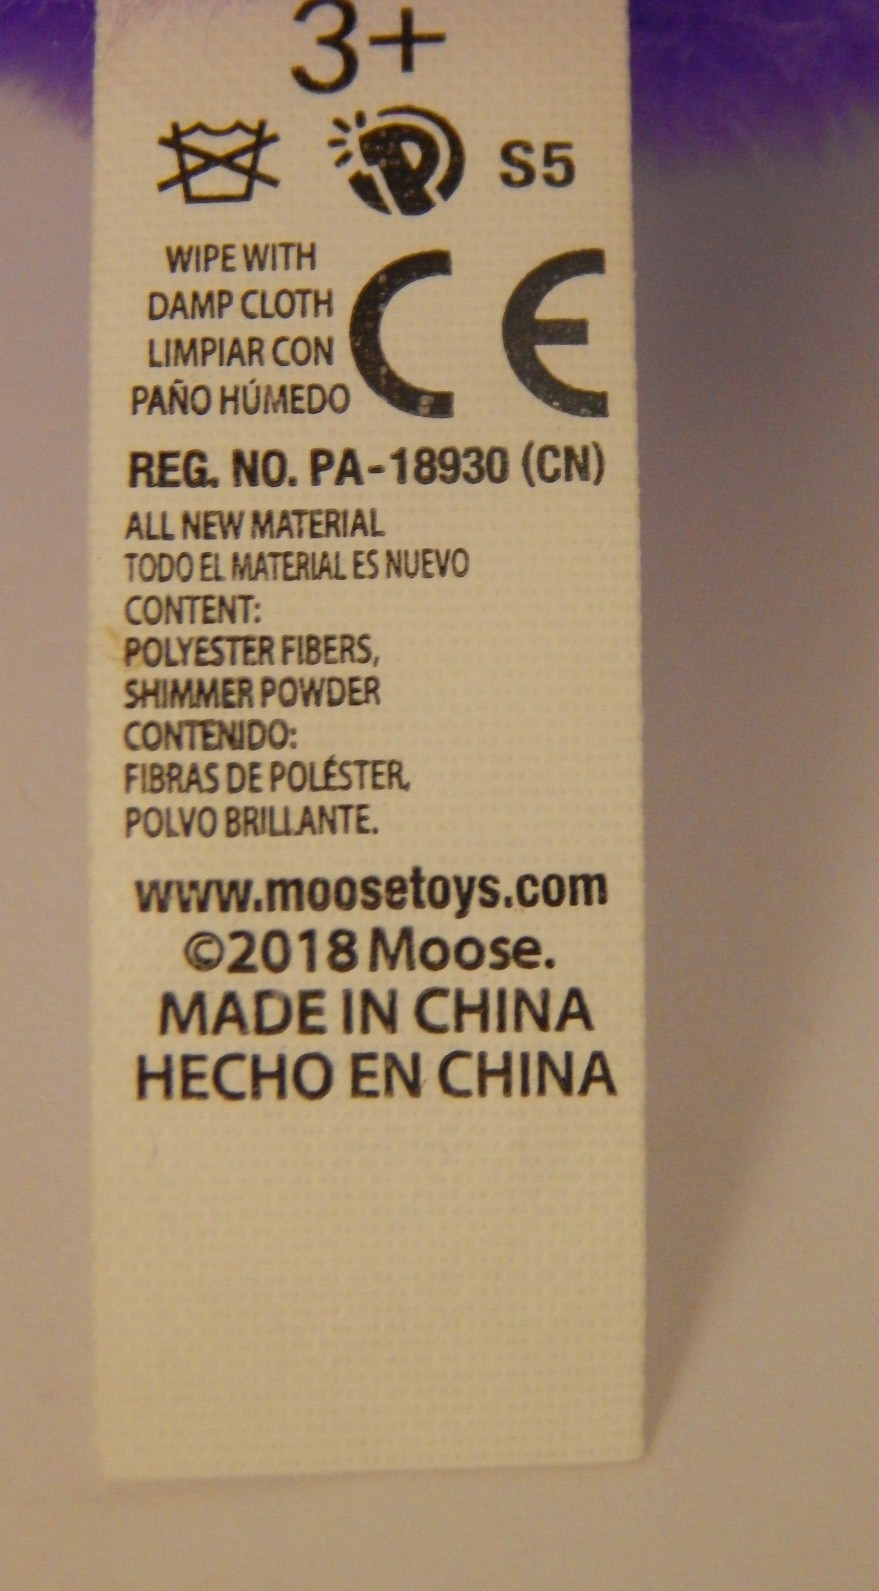 3+
S5
WIPE WITH
DAMP CLOTH
LIMPIAR CON
PAÑO HÚMEDO
CE
REG. NO. PA-18930 (CN)
ALL NEW MATERIAL
TODO EL MATERIAL ES NUEVO
CONTENT:
POLYESTER FIBERS,
SHIMMER POWDER
CONTENIDO:
FIBRAS DE POLÉSTER,
POLVO BRILLANTE.
www.moosetoys.com
©2018 Moose.
MADE IN CHINA
HECHO EN CHINA